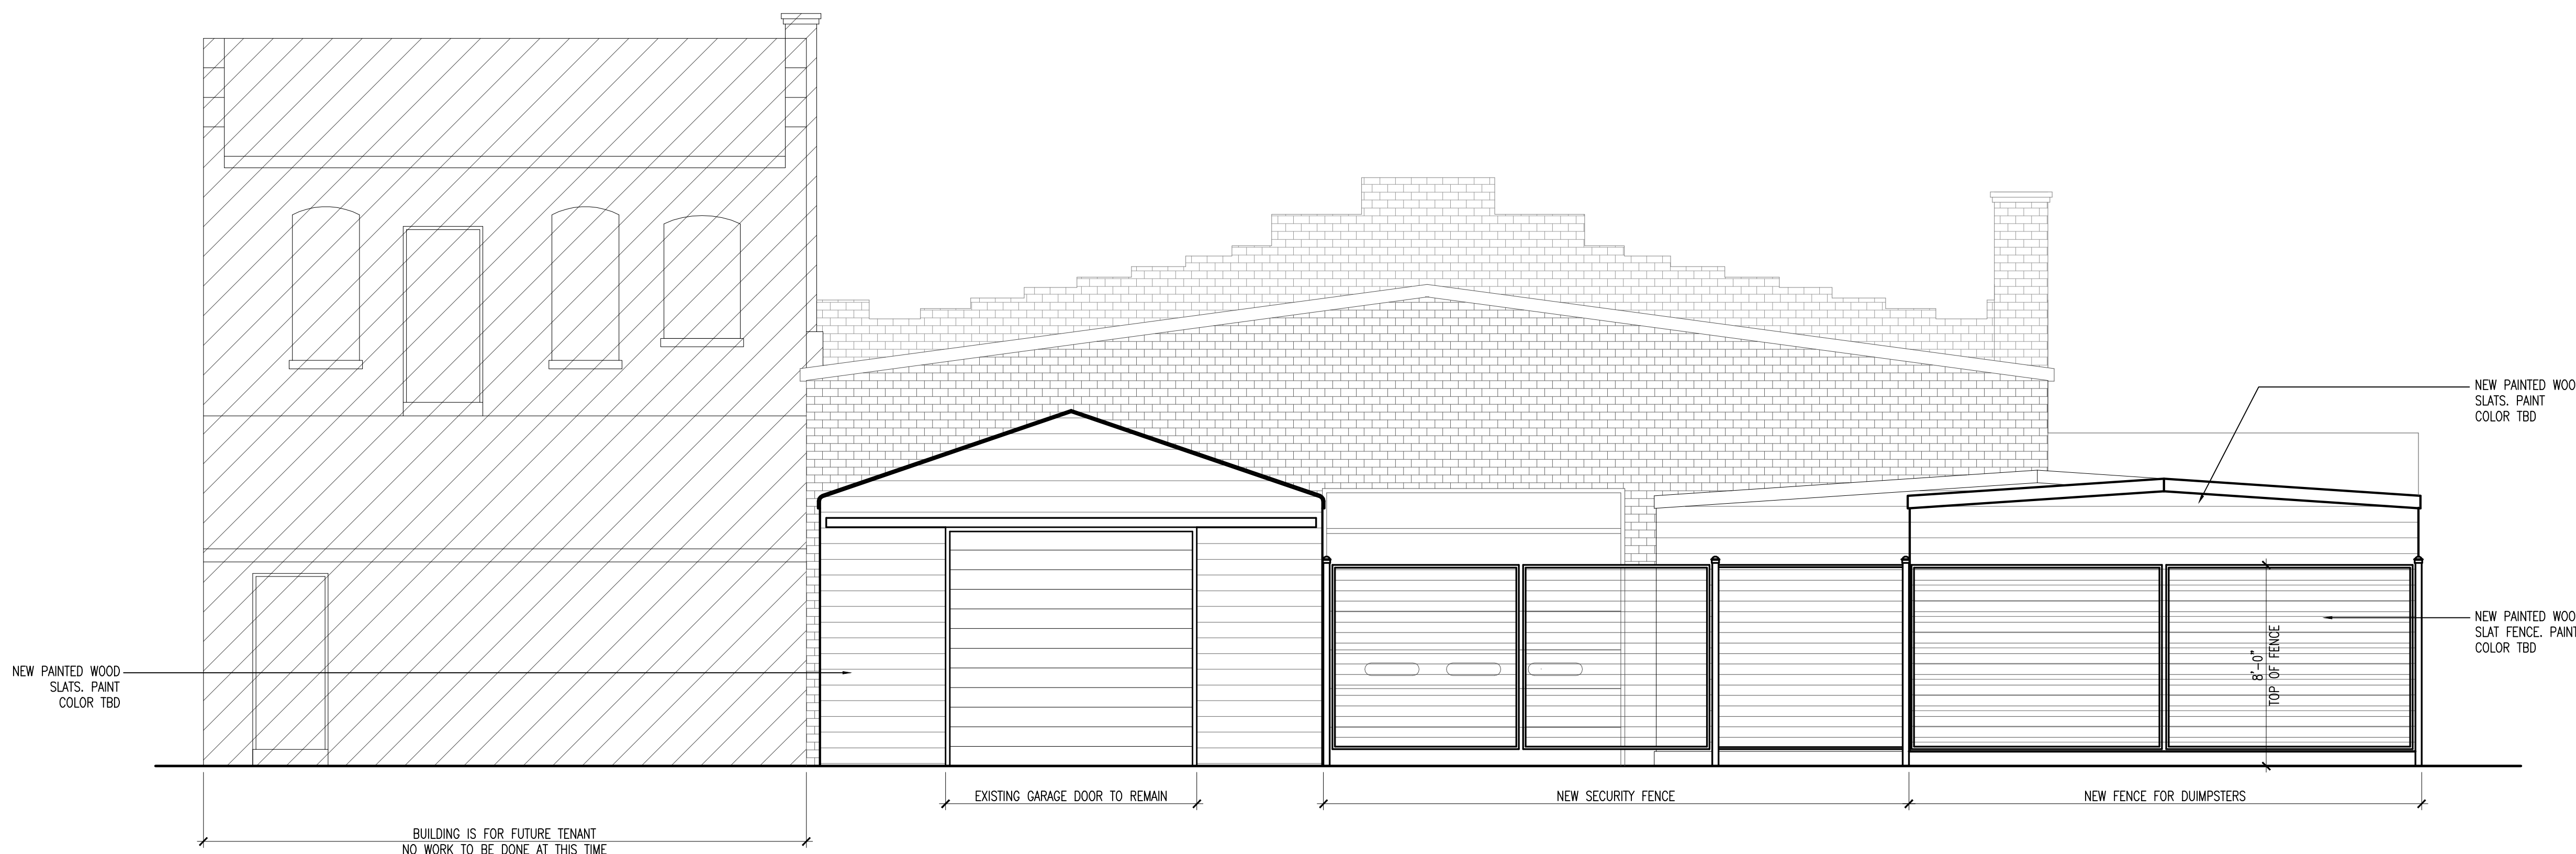 NEW PAINTED WOO
SLATS. PAINT
COLOR TBD
NEW PAINTED WOO
SLAT FENCE. PAINT
COLOR TBD
8'-0"
TOP OF FENCE
NEW PAINTED WOOD
SLATS. PAINT
COLOR TBD
EXISTING GARAGE DOOR TO REMAIN
NEW SECURITY FENCE
NEW FENCE FOR DUIMPSTERS
BUILDING IS FOR FUTURE TENANT
NO WORK TO BE DONE AT THIS TIME